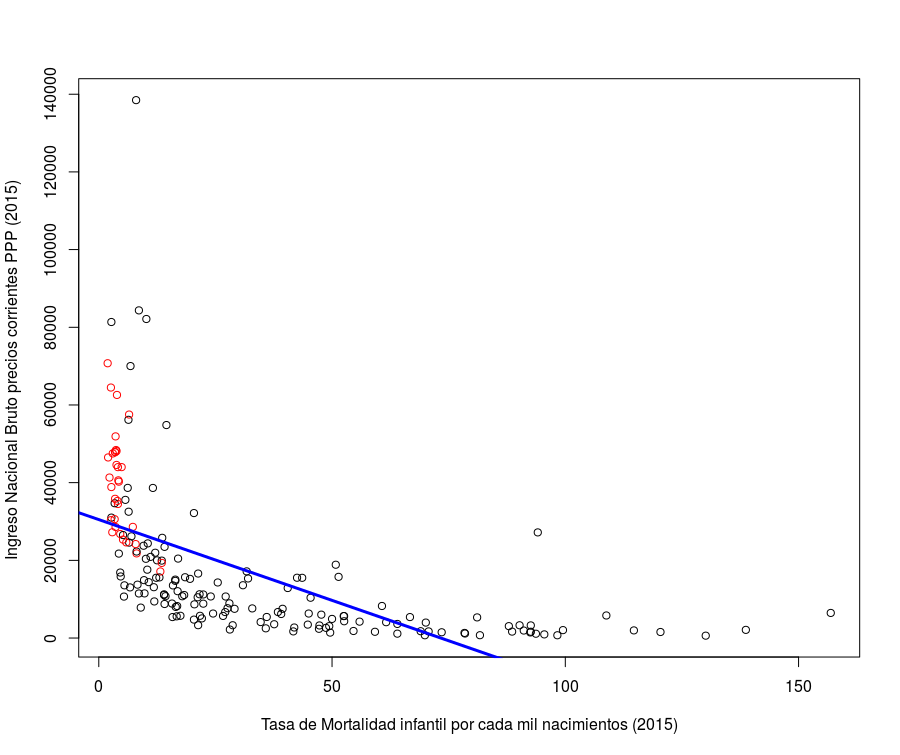 Ingreso Nacional Bruto precios corrientes PPP (2015)
140000
120000
100000
80000
60000
40000
20000
0
0 50 100 150
Tasa de Mortalidad infantil por cada mil nacimientos (2015)